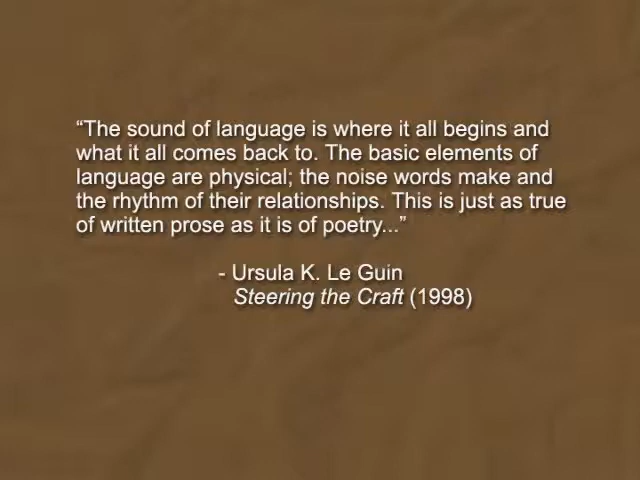 “The sound of language is where it all begins and
what it all comes back to. The basic elements of
language are physical; the noise words make and
the rhythm of their relationships. This is just as true
of written prose as it is of poetry...”
- Ursula K. Le Guin
Steering the Craft (1998)